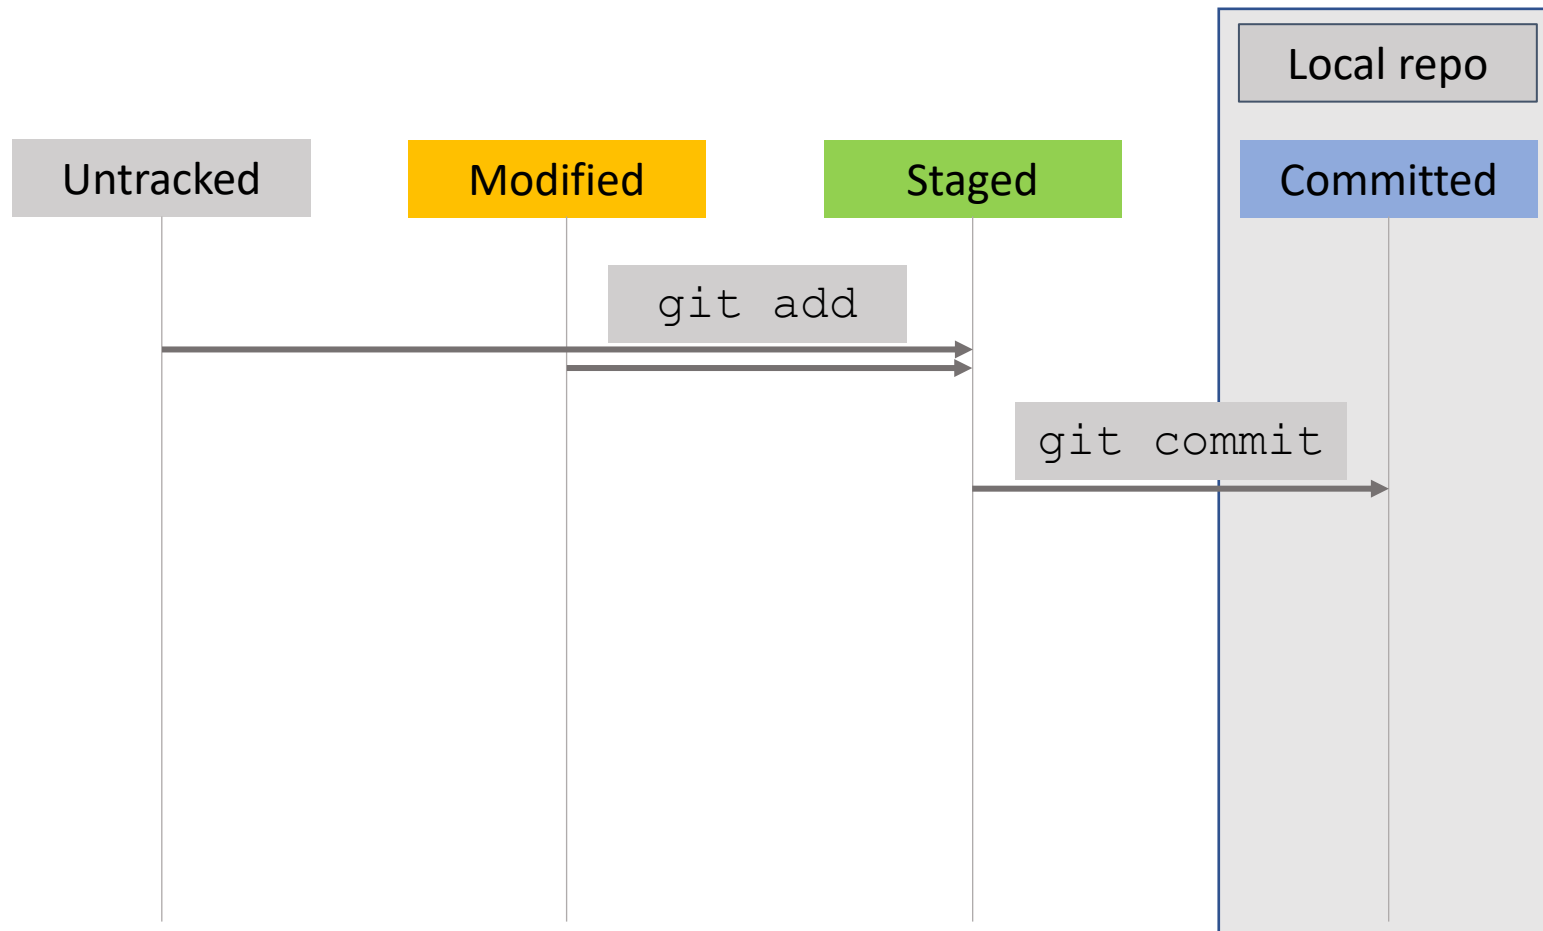 Local repo
Untracked
Modified
Staged
Committed
git add
git commit